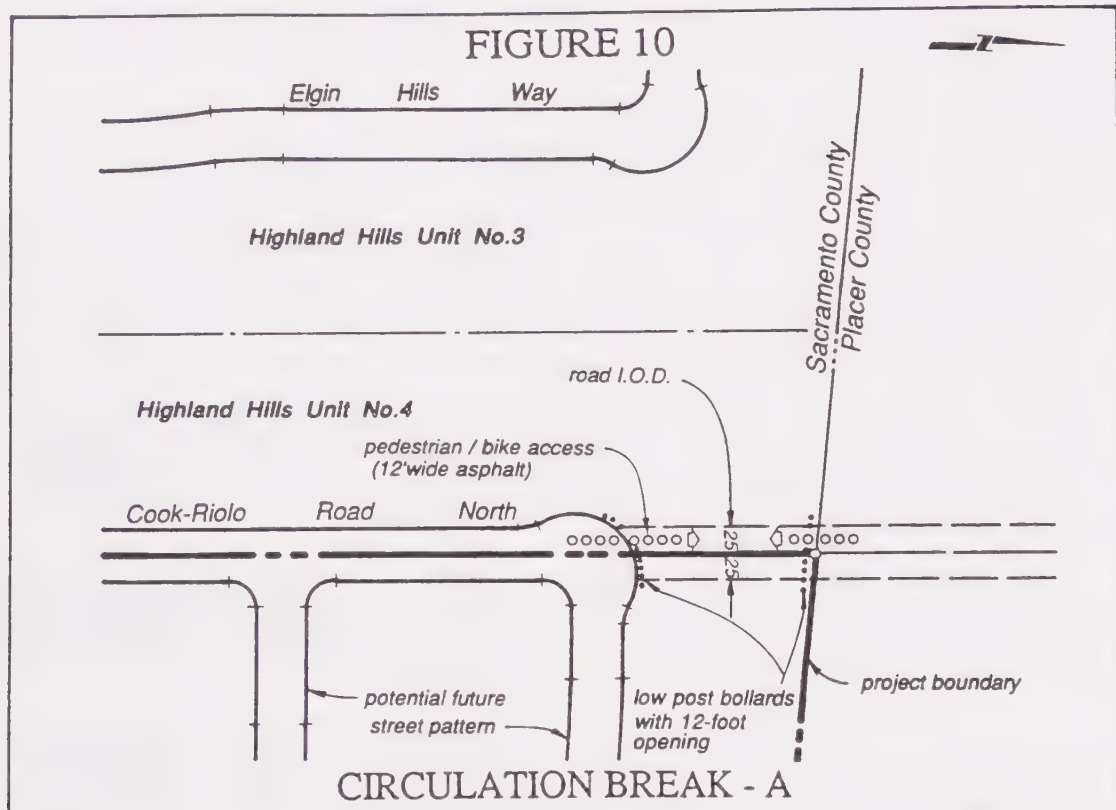 FIGURE 10
Z
Elgin Hills Way
Highland Hills Unit No.3
Sacramento County
Placer County
road I.O.D.
Highland Hills Unit No.4
pedestrian / bike access
(12'wide asphalt)
Cook-Riolo Road North
25
25
potential future
street pattern
low post bollards
with 12-foot
opening
project boundary
CIRCULATION BREAK - A